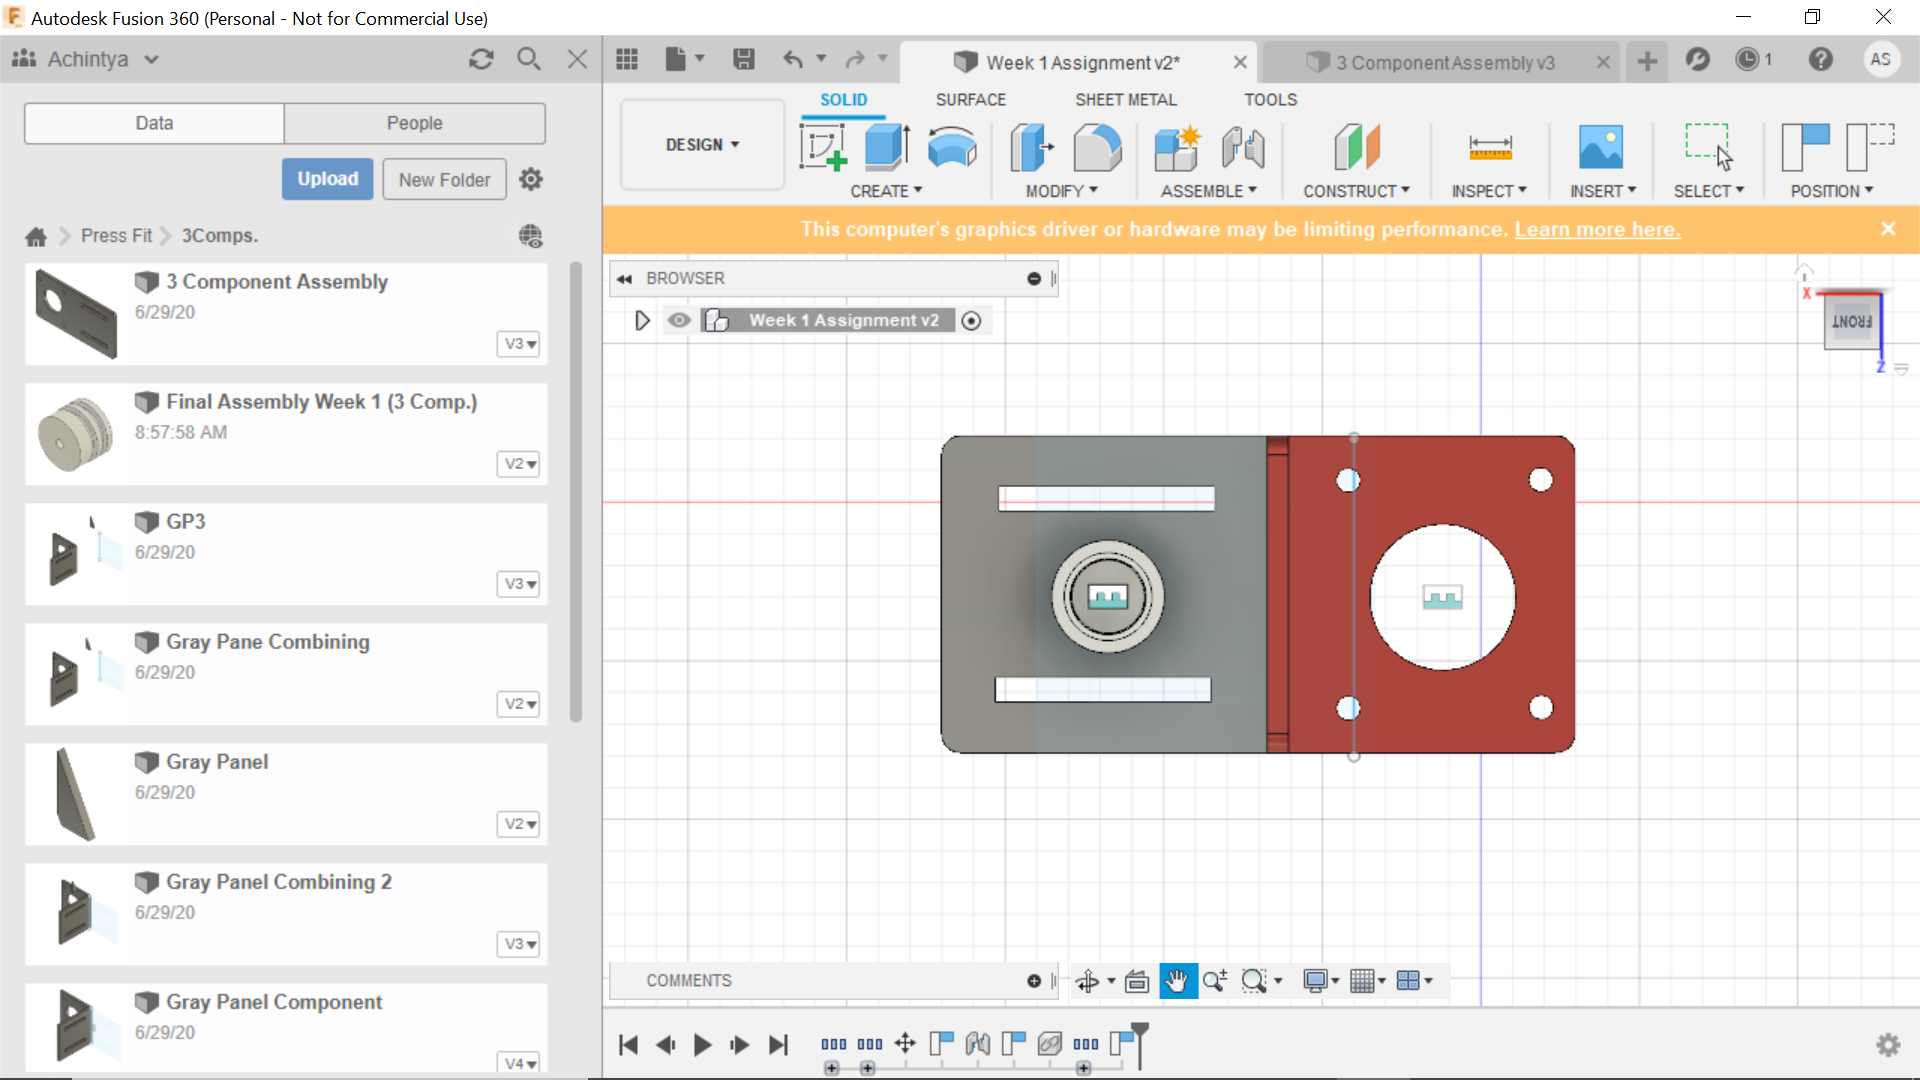 Autodesk Fusion 360 (Personal - Not for Commercial Use)
Achintya
Week 1 Assignment v2*
3 Component Assembly v3
1
AS
Data
People
Upload
New Folder
Press Fit
3Comps.
3 Component Assembly
6/29/20
V3
Final Assembly Week 1 (3 Comp.)
8:57:58 AM
V2
GP3
6/29/20
V3
Gray Pane Combining
6/29/20
V2
Gray Panel
6/29/20
V2
Gray Panel Combining 2
6/29/20
V3
Gray Panel Component
6/29/20
V4
SOLID
SURFACE
SHEET METAL
TOOLS
DESIGN
CREATE
MODIFY
ASSEMBLE
CONSTRUCT
INSPECT
INSERT
SELECT
POSITION
This computer's graphics driver or hardware may be limiting performance. Learn more here.
BROWSER
Week 1 Assignment v2
X
FRONT
Z
COMMENTS